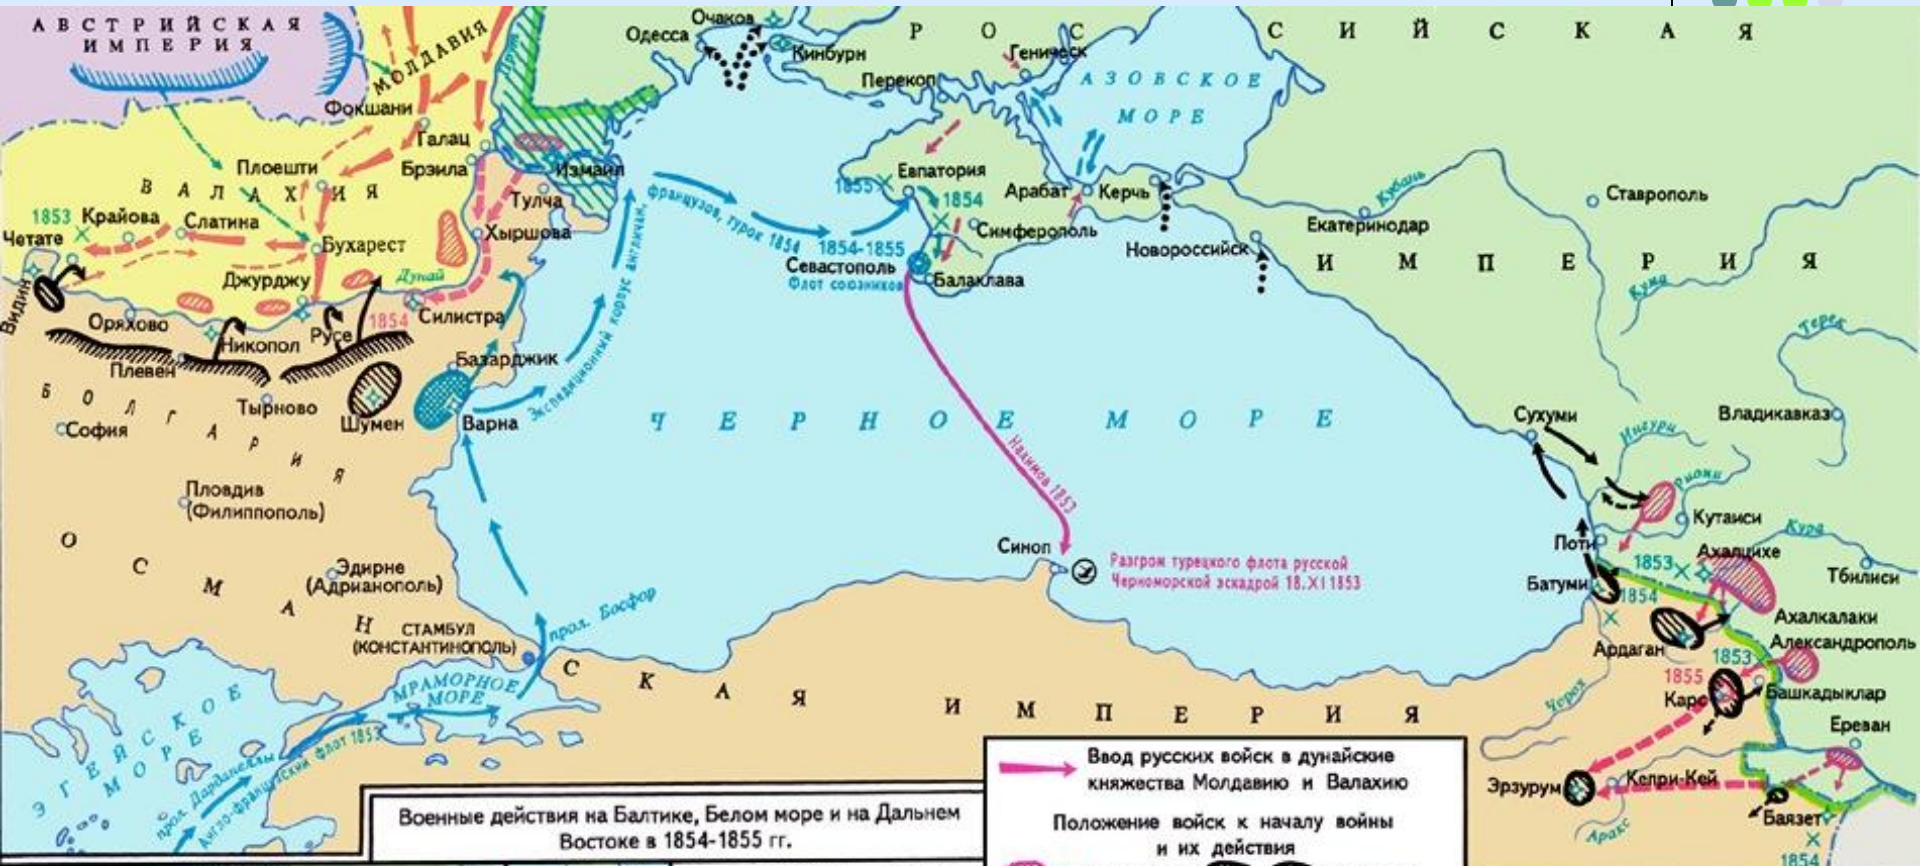 АВСТРИЙСКАЯ
ИМПЕРИЯ
МОЛДАВИЯ
Прут
Фокшани
Галац
Брэила
Плоешти
ВАЛАХИЯ
1853
Крайова
Слатина
Четате
Бухарест
Джурджу
Дунай
Видин
Оряхово
Никопол
Русе
1854
Силистра
Плевен
Базарджик
БОЛГАРИЯ
Тырново
Шумен
Варна
София
Пловдив
(Филиппополь)
Эдирне
(Адрианополь)
СТАМБУЛ
(КОНСТАНТИНОПОЛЬ)
прол. Босфор
МРАМОРНОЕ
МОРЕ
ЭГЕЙСКОЕ
МОРЕ
прол. Дарданеллы
Англо-французский флот 1853
ОСМАНСКАЯ ИМПЕРИЯ
Измаил
Тулча
Хыршова
Одесса
Очаков
Кинбурн
РОССИЙСКАЯ
ИМПЕРИЯ
Перекоп
Геническ
АЗОВСКОЕ
МОРЕ
Евпатория
1855
1854
Арабат
Керчь
Симферополь
1854-1855
Севастополь
Флот союзников
Балаклава
Экспедиционный корпус англичан,
французов, турок 1854
Новороссийск
Екатеринодар
Кубань
Ставрополь
Кума
Терек
Владикавказ
ЧЕРНОЕ МОРЕ
Нахимов 1853
Синоп
Разгром турецкого флота русской
Черноморской эскадрой 18.XI 1853
Сухуми
Ингури
Риони
Кутаиси
Кура
Поти
Ахалцихе
1853
Тбилиси
Батуми
1854
Ахалкалаки
Ардаган
Александрополь
1853
1855
Карс
Башкадыклар
Чорох
Ереван
Эрзурум
Кепри-Кей
Аракс
Баязет
1854
Военные действия на Балтике, Белом море и на Дальнем
Востоке в 1854-1855 гг.
Ввод русских войск в дунайские
княжества Молдавию и Валахию
Положение войск к началу войны
и их действия